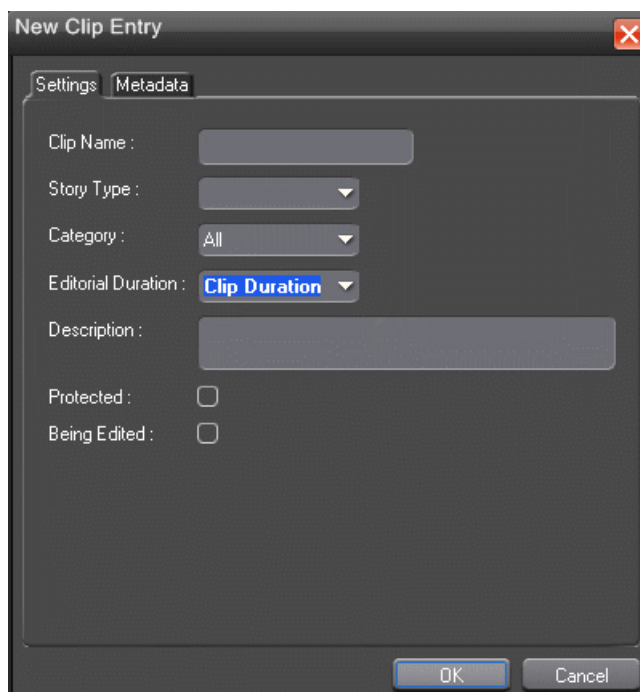 New Clip Entry
Settings Metadata
Clip Name :
Story Type :
Category : All
Editorial Duration : Clip Duration
Description :
Protected :
Being Edited :
OK Cancel